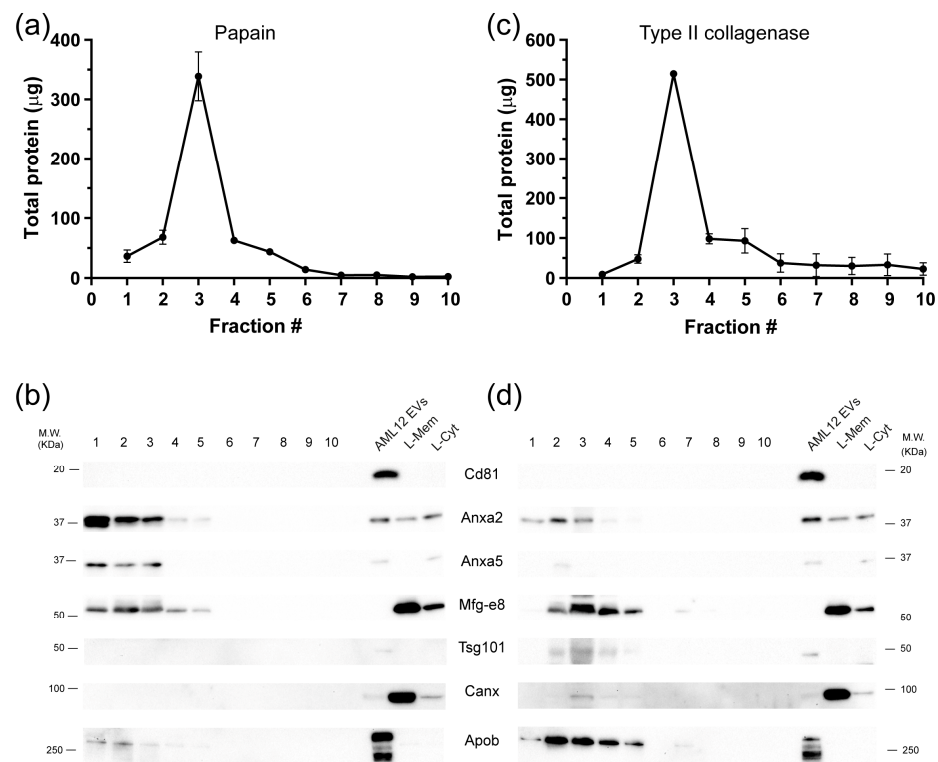 (a)
Papain
400
300
200
100
0
Total protein (μg)
0 1 2 3 4 5 6 7 8 9 10
Fraction #
(c)
Type II collagenase
600
500
400
300
200
100
0
Total protein (μg)
0 1 2 3 4 5 6 7 8 9 10
Fraction #
(b)
M.W.
(KDa)
1 2 3 4 5 6 7 8 9 10 AML12 EVs L-Mem L-Cyt
20 —
37 —
37 —
50 —
50 —
100 —
250 —
Cd81
Anxa2
Anxa5
Mfg-e8
Tsg101
Canx
Apob
(d)
1 2 3 4 5 6 7 8 9 10 AML12 EVs L-Mem L-Cyt
M.W.
(KDa)
— 20
— 37
— 37
60
— 50
— 100
— 250